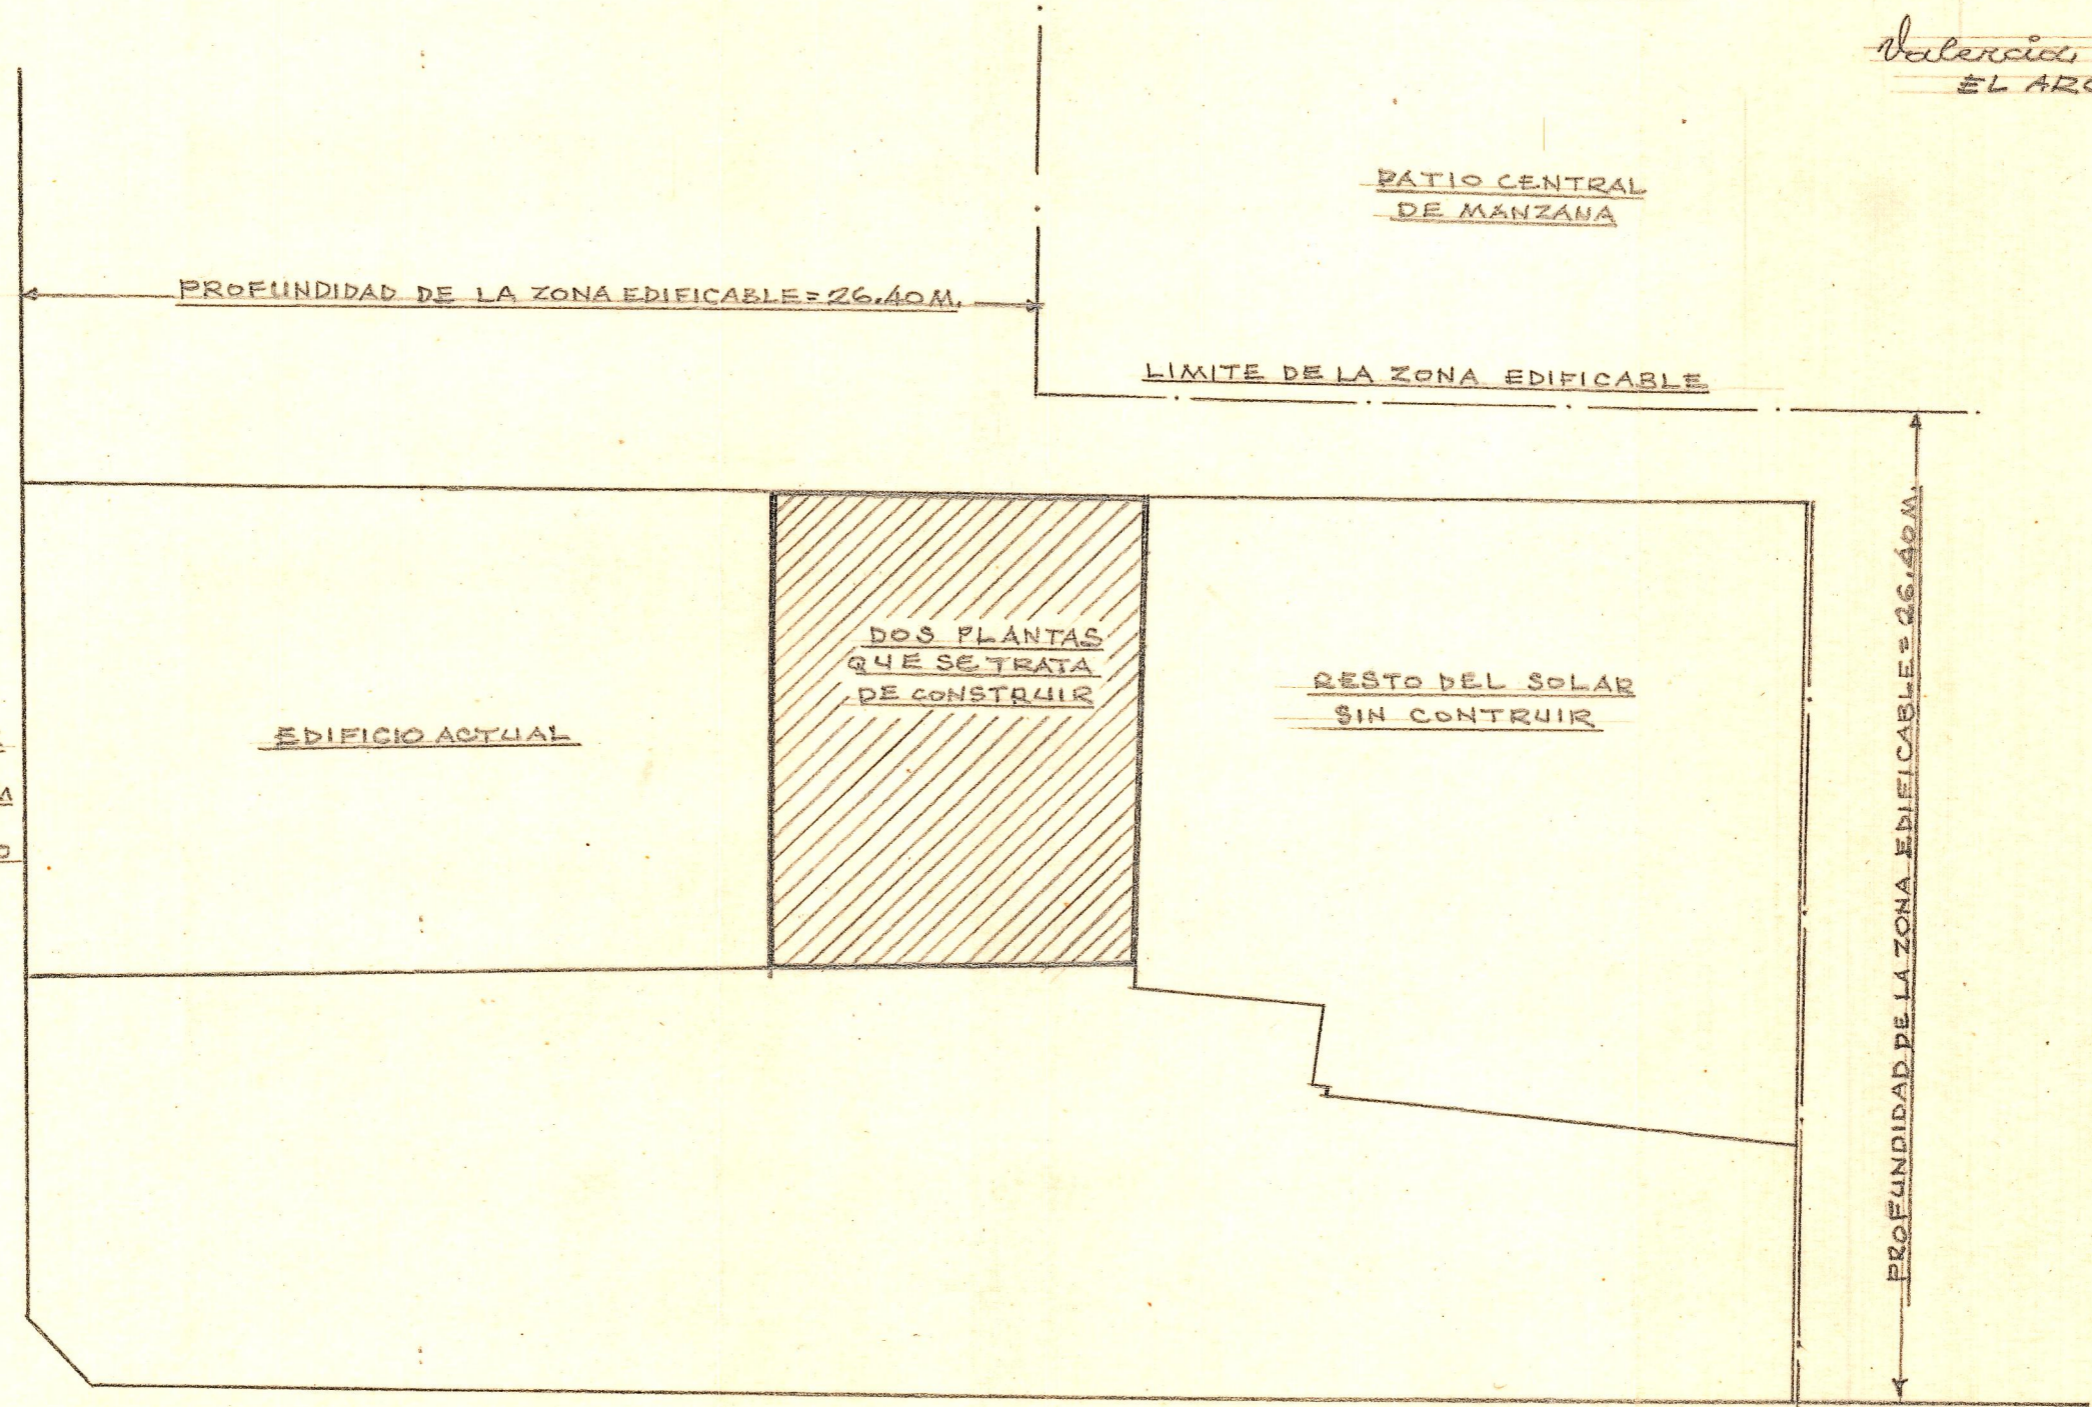 Valencia,
EL ARQ
PATIO CENTRAL
DE MANZANA
PROFUNDIDAD DE LA ZONA EDIFICABLE=26.40M.
LIMITE DE LA ZONA EDIFICABLE
DOS PLANTAS
QUE SE TRATA
DE CONSTRUIR
RESTO DEL SOLAR
SIN CONTRUIR
EDIFICIO ACTUAL
PROFUNDIDAD DE LA ZONA EDIFICABLE=26.40M.